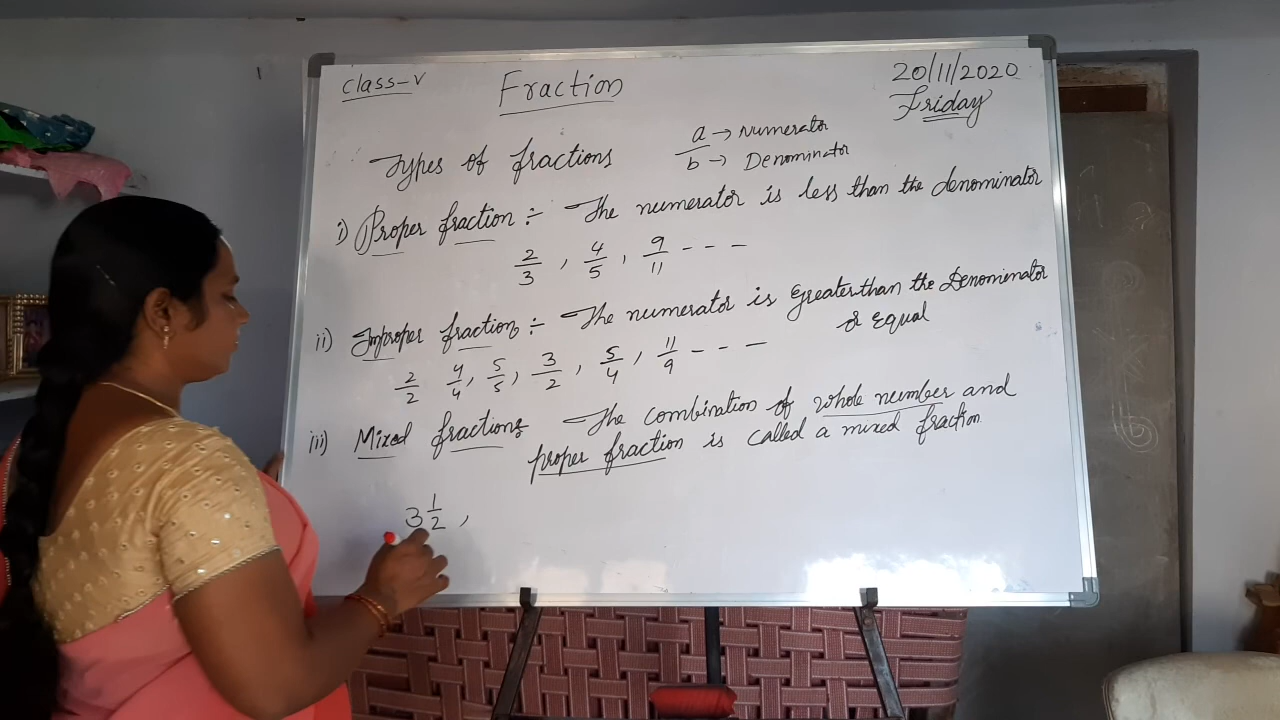 Class-V
Fraction
20/11/2020
Friday
Types of fractions
a → Numerator
b → Denominator
i) Proper fraction ÷ The numerator is less than the denominator
2/3, 4/5, 9/11 - - -
ii) Improper fraction ÷ The numerator is Greater than the Denomenator
or Equal
2/2 4/4, 5/5, 3/2, 5/4, 11/9 - - -
iii) Mixed fractions The combination of whole number and
proper fraction is called a mixed fraction
3 1/2,